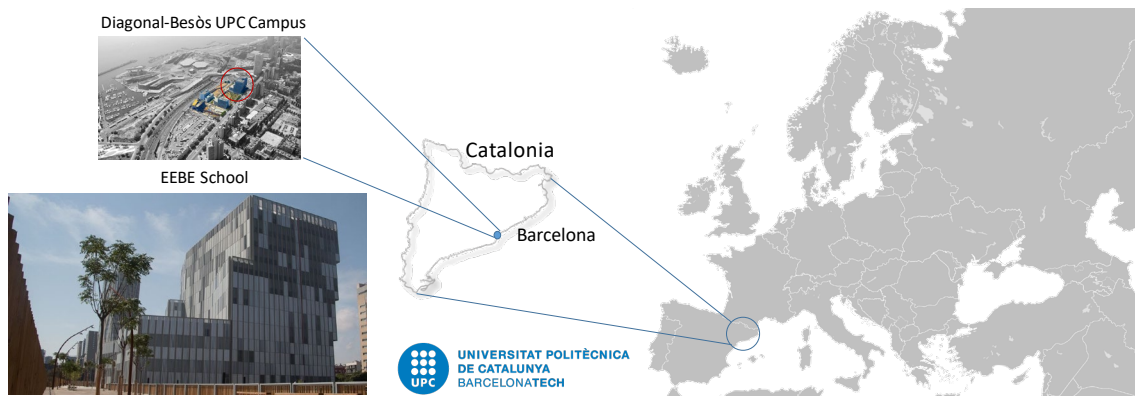 Diagonal-Besòs UPC Campus
EEBE School
Catalonia
Barcelona
UPC
UNIVERSITAT POLITÈCNICA
DE CATALUNYA
BARCELONATECH